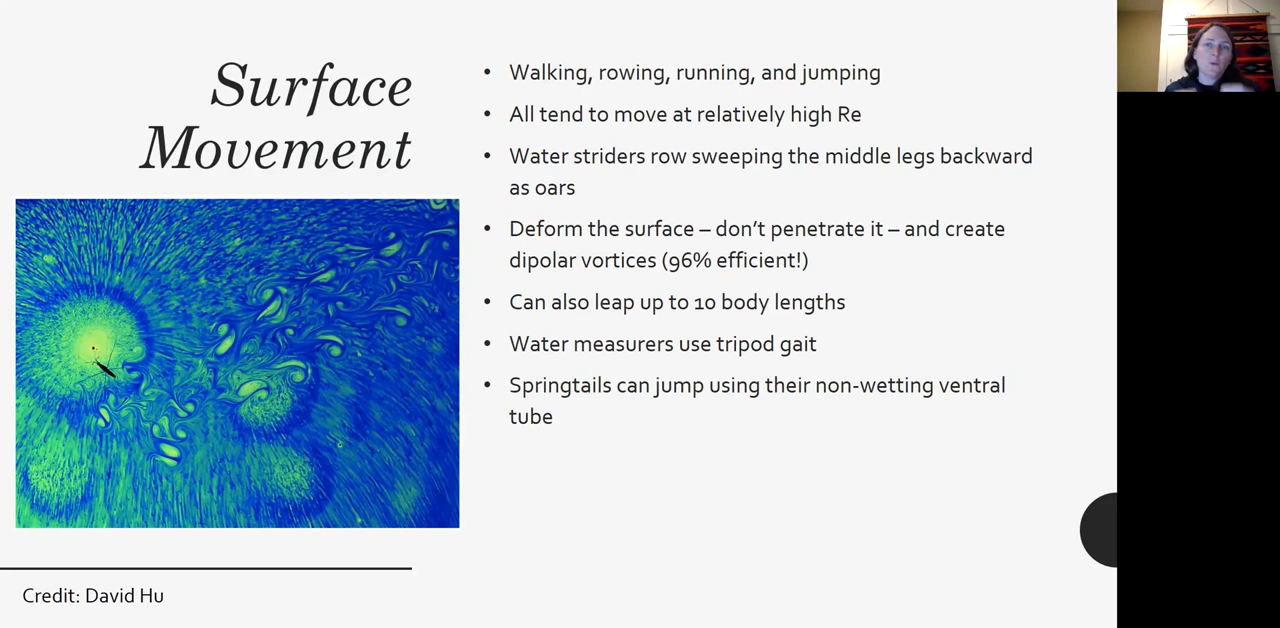 Surface
Movement
• Walking, rowing, running, and jumping
• All tend to move at relatively high Re
• Water striders row sweeping the middle legs backward
as oars
• Deform the surface – don't penetrate it – and create
dipolar vortices (96% efficient!)
• Can also leap up to 10 body lengths
• Water measurers use tripod gait
• Springtails can jump using their non-wetting ventral
tube
Credit: David Hu